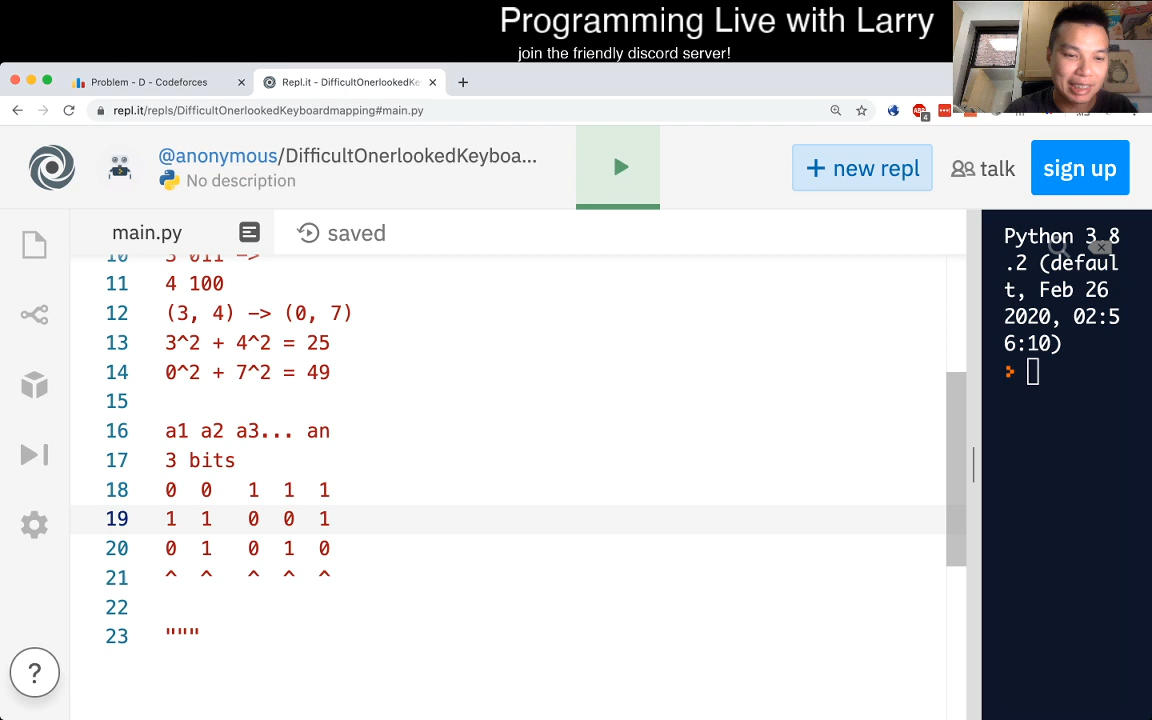 Programming Live with Larry
join the friendly discord server!
Problem - D - Codeforces
Repl.it - DifficultOnerlookedKe
repl.it/repls/DifficultOnerlookedKeyboardmapping#main.py
@anonymous/DifficultOnerlookedKeyboa...
No description
+ new repl
talk
sign up
main.py
saved
10 3 011 ->
11 4 100
12 (3, 4) -> (0, 7)
13 3^2 + 4^2 = 25
14 0^2 + 7^2 = 49
15
16 a1 a2 a3... an
17 3 bits
18 0 0 1 1 1
19 1 1 0 0 1
20 0 1 0 1 0
21 ^ ^ ^ ^ ^
22
23 """
Python 3.8
.2 (defaul
t, Feb 26
2020, 02:5
6:10)
?